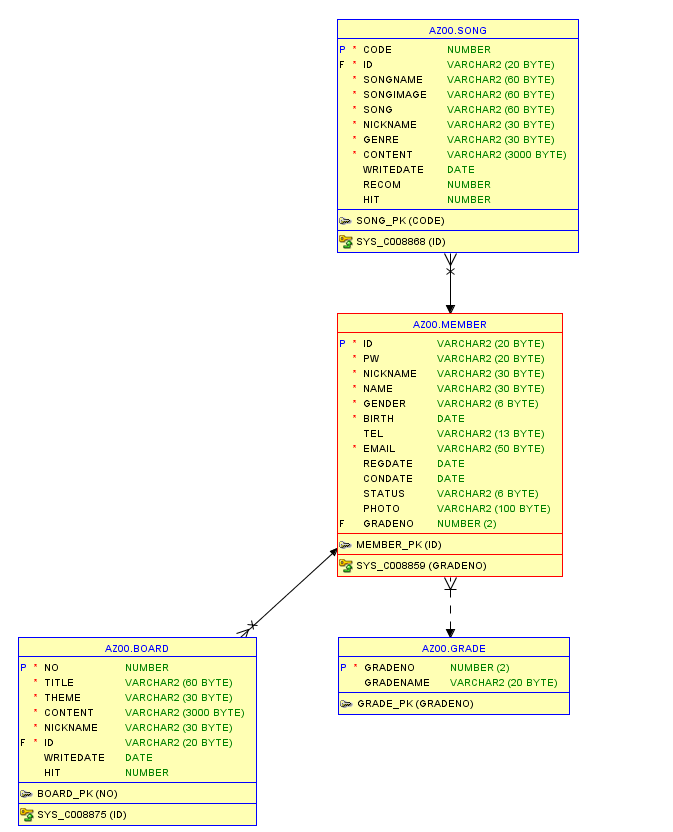 AZ00.SONG
P * CODE NUMBER
F * ID VARCHAR2 (20 BYTE)
* SONGNAME VARCHAR2 (60 BYTE)
* SONGIMAGE VARCHAR2 (60 BYTE)
* SONG VARCHAR2 (60 BYTE)
* NICKNAME VARCHAR2 (30 BYTE)
* GENRE VARCHAR2 (30 BYTE)
* CONTENT VARCHAR2 (3000 BYTE)
WRITEDATE DATE
RECOM NUMBER
HIT NUMBER
SONG_PK (CODE)
SYS_C008868 (ID)
AZ00.MEMBER
P * ID VARCHAR2 (20 BYTE)
* PW VARCHAR2 (20 BYTE)
* NICKNAME VARCHAR2 (30 BYTE)
* NAME VARCHAR2 (30 BYTE)
* GENDER VARCHAR2 (6 BYTE)
* BIRTH DATE
TEL VARCHAR2 (13 BYTE)
* EMAIL VARCHAR2 (50 BYTE)
REGDATE DATE
CONDATE DATE
STATUS VARCHAR2 (6 BYTE)
PHOTO VARCHAR2 (100 BYTE)
F GRADENO NUMBER (2)
MEMBER_PK (ID)
SYS_C008859 (GRADENO)
AZ00.BOARD
P * NO NUMBER
* TITLE VARCHAR2 (60 BYTE)
* THEME VARCHAR2 (30 BYTE)
* CONTENT VARCHAR2 (3000 BYTE)
* NICKNAME VARCHAR2 (30 BYTE)
F * ID VARCHAR2 (20 BYTE)
WRITEDATE DATE
HIT NUMBER
BOARD_PK (NO)
SYS_C008875 (ID)
AZ00.GRADE
P * GRADENO NUMBER (2)
GRADENAME VARCHAR2 (20 BYTE)
GRADE_PK (GRADENO)